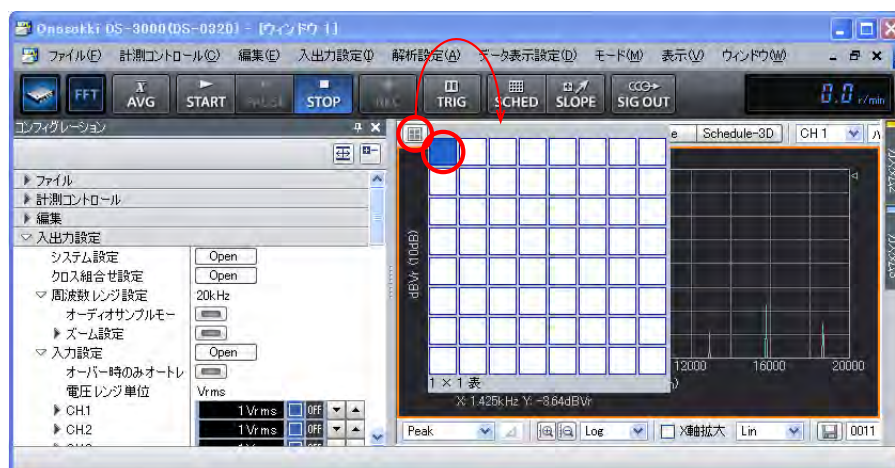 Onosokki DS-3000(DS-0320) - [ウィンドウ 1]
ファイル(F) 計測コントロール(C) 編集(E) 入出力設定(I) 解析設定(A) データ表示設定(D) モード(M) 表示(V) ウィンドウ(W)
FFT AVG START PAUSE STOP REC TRIG SCHED SLOPE SIG OUT 0.0 r/min
コンフィグレーション
e Schedule-3D CH 1
ファイル
計測コントロール
編集
入出力設定
システム設定 Open
クロス組合せ設定 Open
周波数レンジ設定 20kHz
オーディオサンプルモー
ズーム設定
入力設定 Open
オーバー時のみオートレ
電圧レンジ単位 Vrms
CH.1 1Vrms OFF
CH.2 1Vrms OFF
dBVr (10dB)
12000 16000 20000
1 × 1 表
X: 1.425kHz Y: -8.64dBVr
Peak Log X軸拡大 Lin 0011